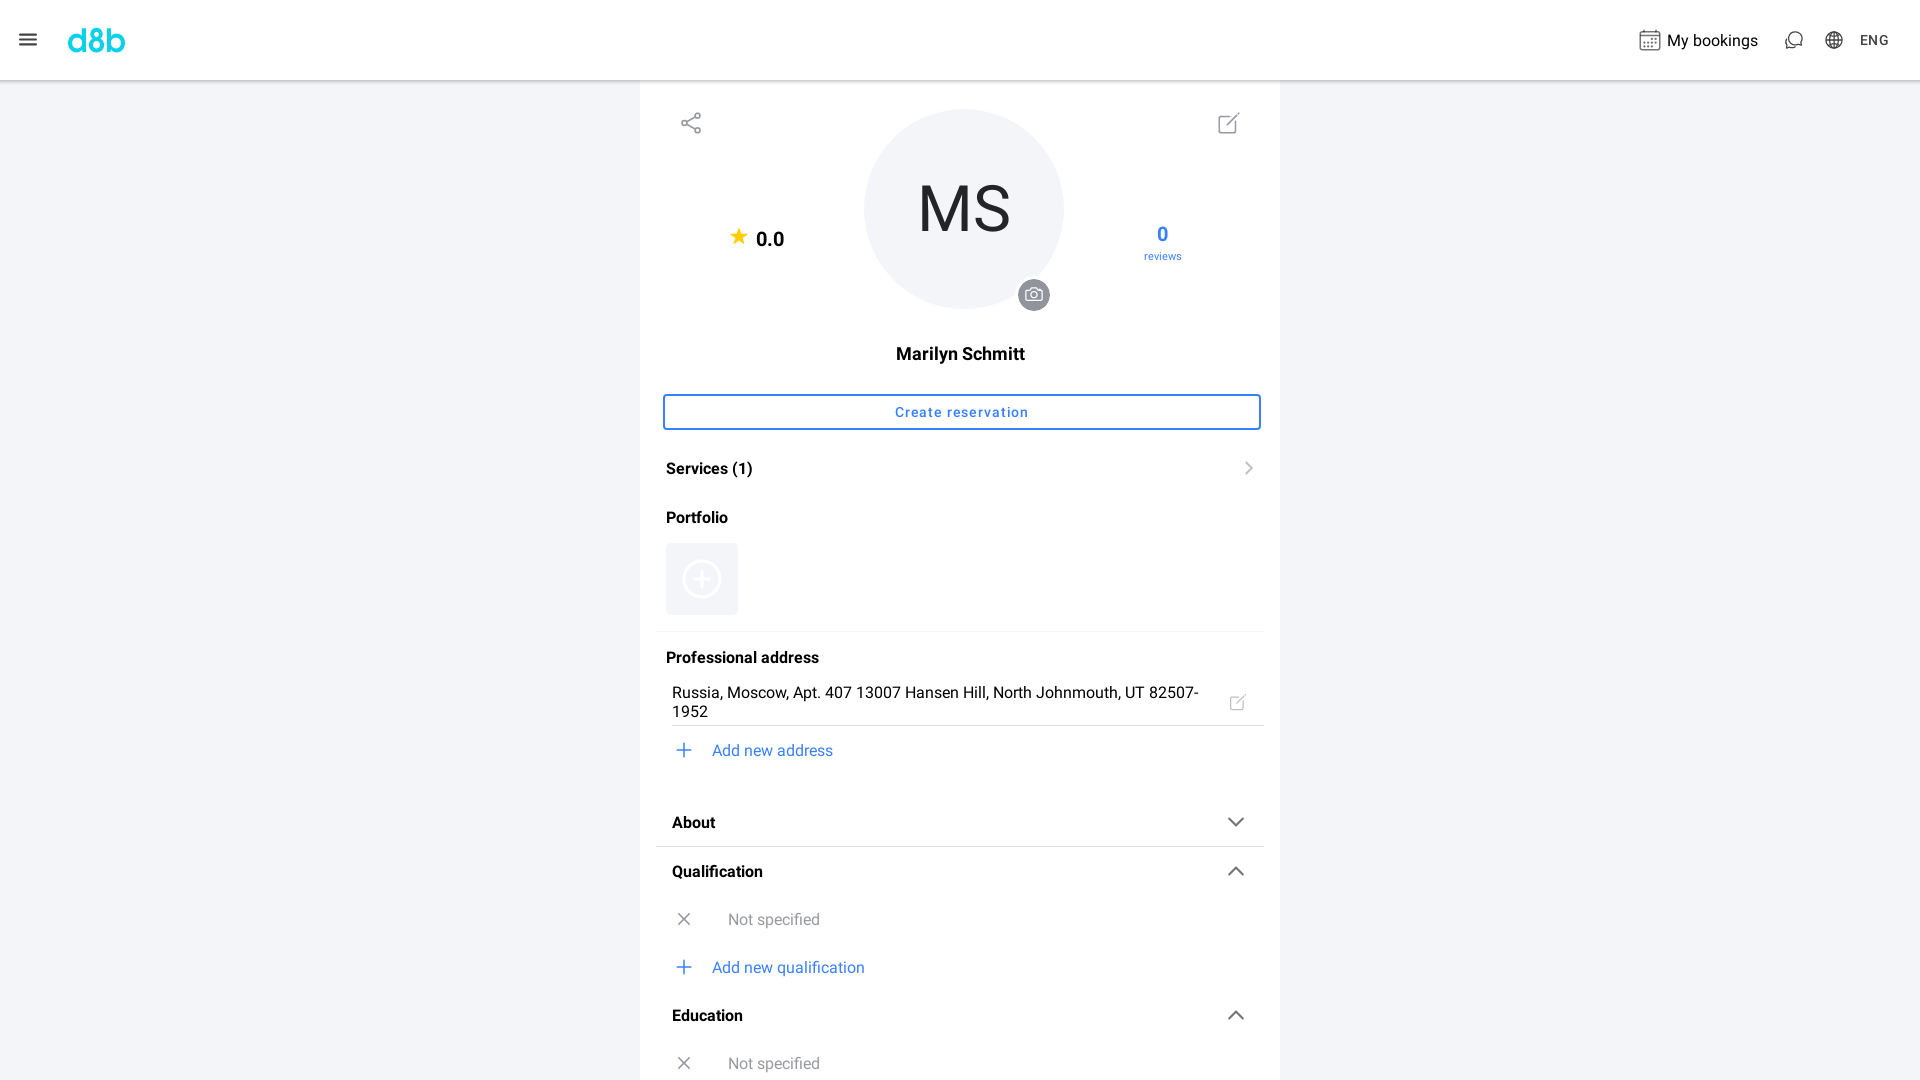 d8b
My bookings
ENG
MS
0.0
0
reviews
Marilyn Schmitt
Create reservation
Services (1)
Portfolio
Professional address
Russia, Moscow, Apt. 407 13007 Hansen Hill, North Johnmouth, UT 82507-
1952
Add new address
About
Qualification
Not specified
Add new qualification
Education
Not specified